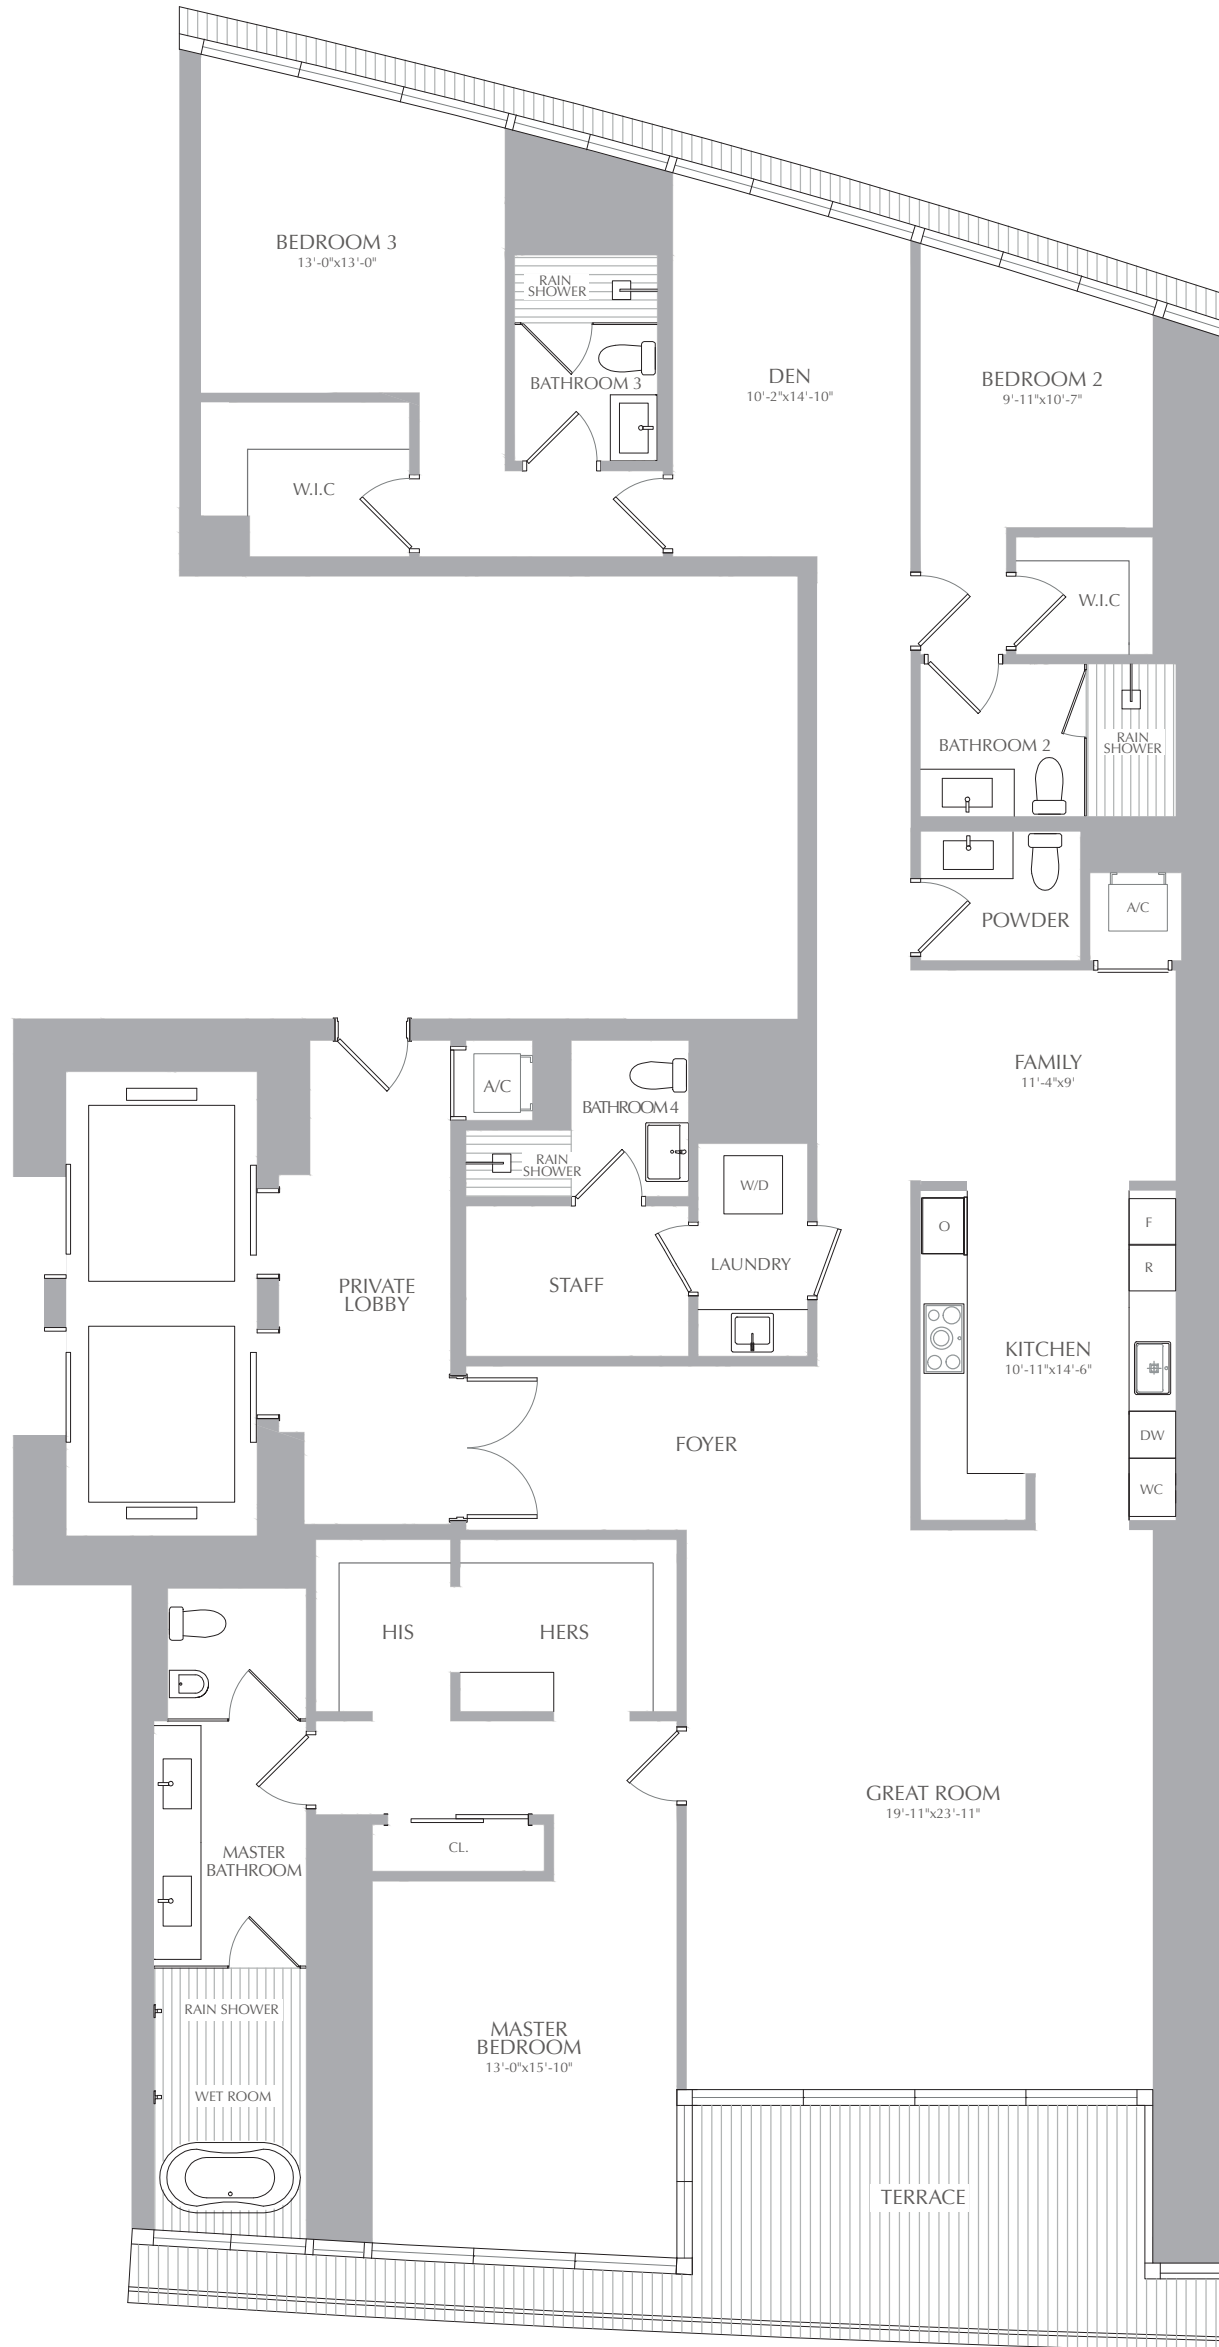 BEDROOM 3
13'-0"x13'-0"
RAIN
SHOWER
BATHROOM 3
DEN
10'-2"x14'-10"
BEDROOM 2
9'-11"x10'-7"
W.I.C
W.I.C
BATHROOM 2
RAIN
SHOWER
POWDER
A/C
FAMILY
11'-4"x9'
A/C
BATHROOM 4
RAIN
SHOWER
W/D
O
F
R
LAUNDRY
STAFF
PRIVATE
LOBBY
KITCHEN
10'-11"x14'-6"
DW
WC
FOYER
HIS
HERS
GREAT ROOM
19'-11"x23'-11"
CL.
MASTER
BATHROOM
RAIN SHOWER
MASTER
BEDROOM
13'-0"x15'-10"
WET ROOM
TERRACE